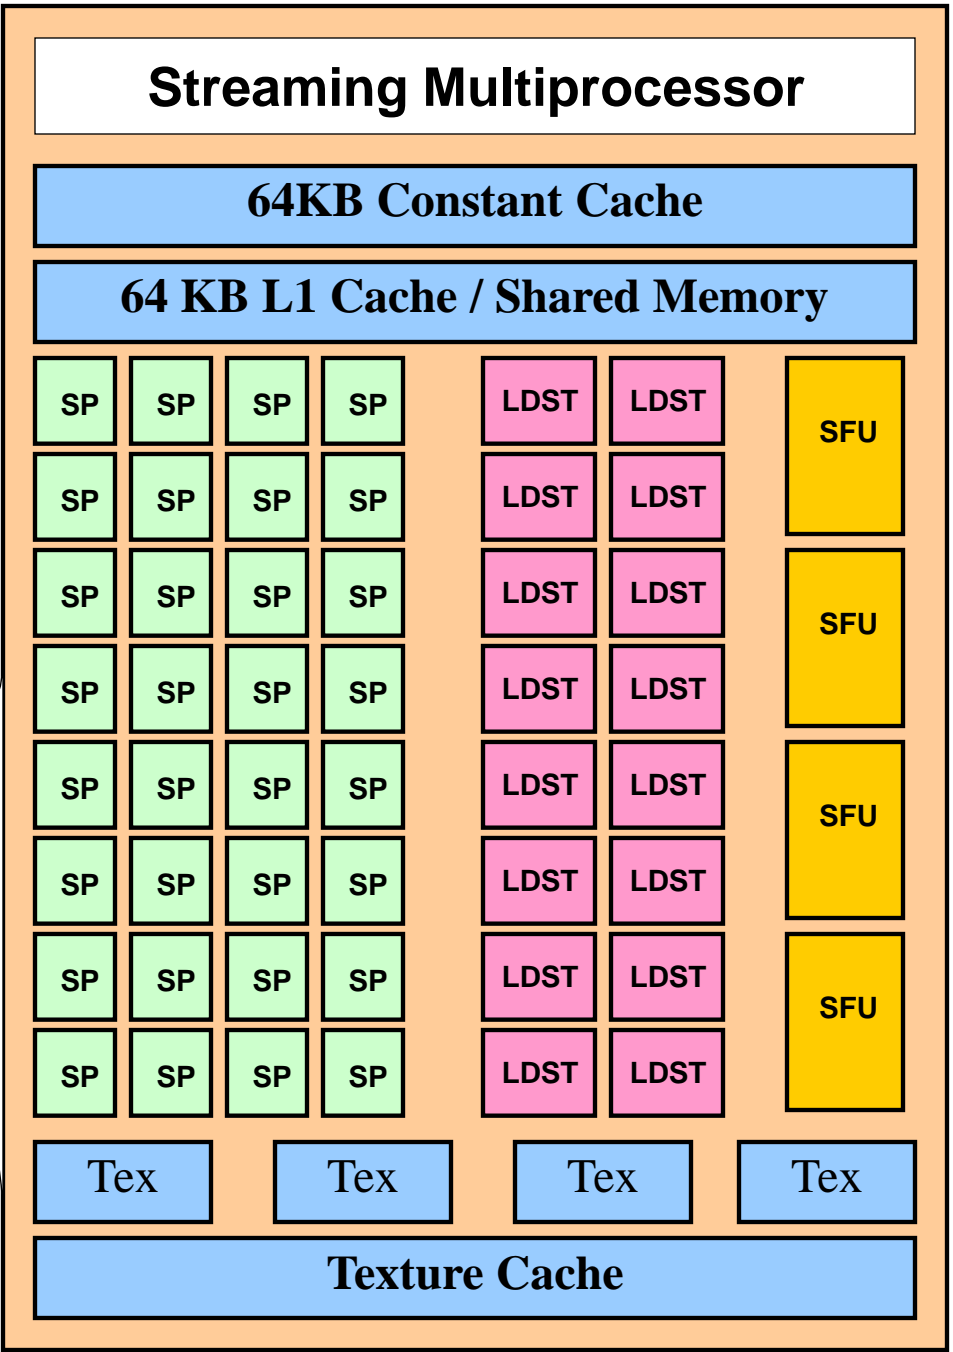 Streaming Multiprocessor
64KB Constant Cache
64 KB L1 Cache / Shared Memory
SP SP SP SP LDST LDST SFU
SP SP SP SP LDST LDST
SP SP SP SP LDST LDST SFU
SP SP SP SP LDST LDST
SP SP SP SP LDST LDST SFU
SP SP SP SP LDST LDST
SP SP SP SP LDST LDST SFU
SP SP SP SP LDST LDST
Tex Tex Tex Tex
Texture Cache